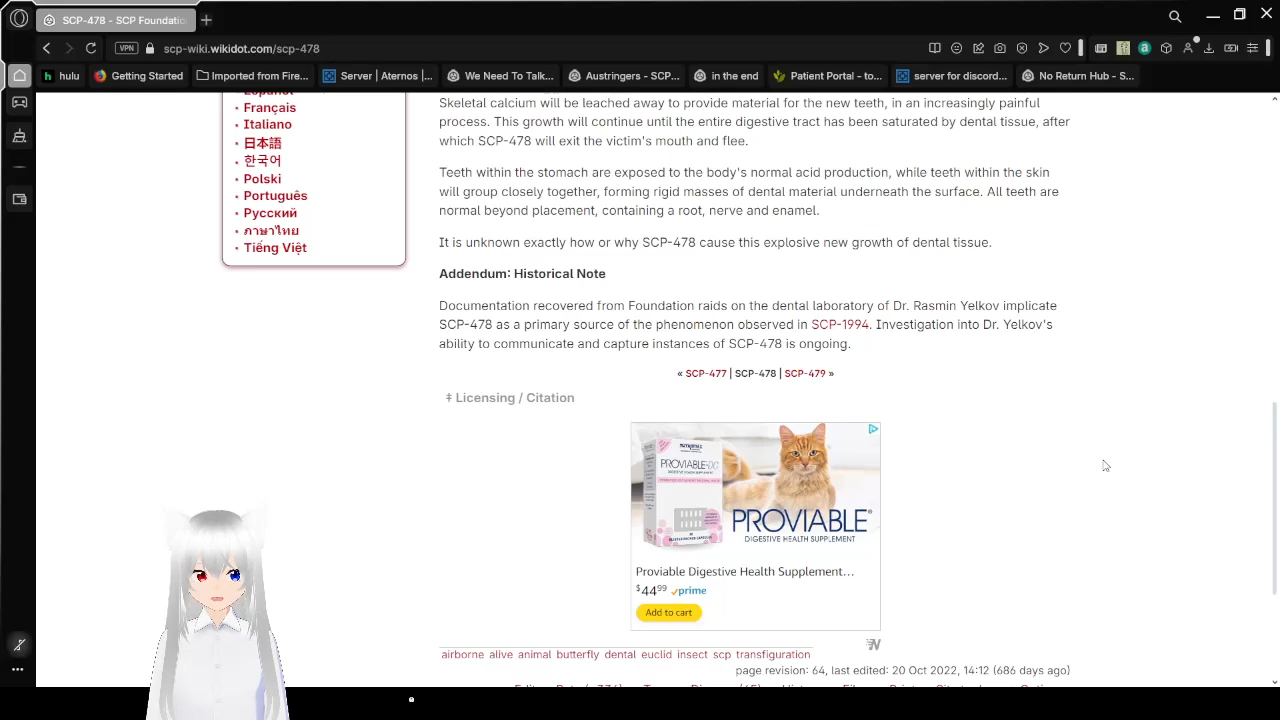 SCP-478 - SCP Foundatio
VPN
scp-wiki.wikidot.com/scp-478
hulu
Getting Started
Imported from Fire...
Server | Aternos |...
We Need To Talk...
Austringers - SCP...
in the end
Patient Portal - to...
server for discord...
No Return Hub - S...
Español
Français
Italiano
日本語
한국어
Polski
Português
Русский
ภาษาไทย
Tiếng Việt
Skeletal calcium will be leached away to provide material for the new teeth, in an increasingly painful
process. This growth will continue until the entire digestive tract has been saturated by dental tissue, after
which SCP-478 will exit the victim's mouth and flee.
Teeth within the stomach are exposed to the body's normal acid production, while teeth within the skin
will group closely together, forming rigid masses of dental material underneath the surface. All teeth are
normal beyond placement, containing a root, nerve and enamel.
It is unknown exactly how or why SCP-478 cause this explosive new growth of dental tissue.
Addendum: Historical Note
Documentation recovered from Foundation raids on the dental laboratory of Dr. Rasmin Yelkov implicate
SCP-478 as a primary source of the phenomenon observed in SCP-1994. Investigation into Dr. Yelkov's
ability to communicate and capture instances of SCP-478 is ongoing.
« SCP-477 | SCP-478 | SCP-479 »
‡ Licensing / Citation
PROVIABLE-DC
PROVIABLE®
DIGESTIVE HEALTH SUPPLEMENT
Proviable Digestive Health Supplement...
$44.99 prime
Add to cart
airborne alive animal butterfly dental euclid insect scp transfiguration
page revision: 64, last edited: 20 Oct 2022, 14:12 (686 days ago)